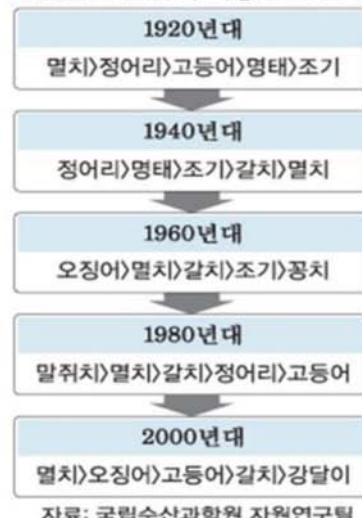 1920년대
멸치>정어리>고등어>명태>조기
1940년대
정어리>명태>조기>갈치>멸치
1960년대
오징어>멸치>갈치>조기>꽁치
1980년대
말쥐치>멸치>갈치>정어리>고등어
2000년대
멸치>오징어>고등어>갈치>강달이
자료: 국립수산과학원 자원연구팀